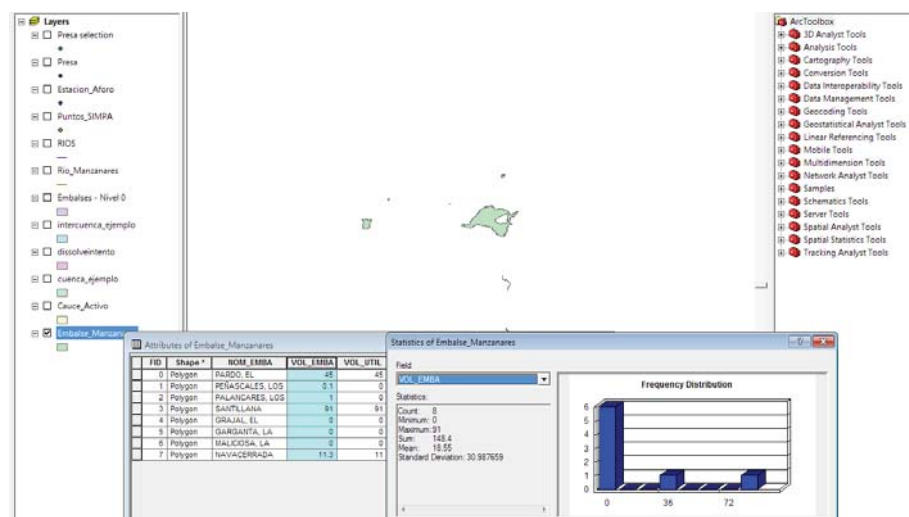 Layers
Presa selection
Presa
Estacion_Aforo
Puntos_SIMPA
RIOS
Rio_Manzanares
Embalses - Nivel 0
intercuenca_ejemplo
dissolveintento
cuenca_ejemplo
Cauce_Activo
Embalse_Manzanar
ArcToolbox
3D Analyst Tools
Analysis Tools
Cartography Tools
Conversion Tools
Data Interoperability Tools
Data Management Tools
Geocoding Tools
Geostatistical Analyst Tools
Linear Referencing Tools
Mobile Tools
Multidimension Tools
Network Analyst Tools
Samples
Schematics Tools
Server Tools
Spatial Analyst Tools
Spatial Statistics Tools
Tracking Analyst Tools
Attributes of Embalse_Manzanares
FID Shape * NOM_EMBA VOL_EMBA VOL_UTIL
0 Polygon PARDO, EL 45 45
1 Polygon PEÑASCALES, LOS 0.1 0
2 Polygon PALANCARES, LOS 1 0
3 Polygon SANTILLANA 91 91
4 Polygon GRAJAL, EL 0 0
5 Polygon GARGANTA, LA 0 0
6 Polygon MALICIOSA, LA 0 0
7 Polygon NAVACERRADA 11.3 11
Statistics of Embalse_Manzanares
Field
VOL_EMBA
Statistics:
Count: 8
Minimum: 0
Maximum: 91
Sum: 148.4
Mean: 18.55
Standard Deviation: 30.987659
Frequency Distribution
6
5
4
3
2
1
0
0 36 72